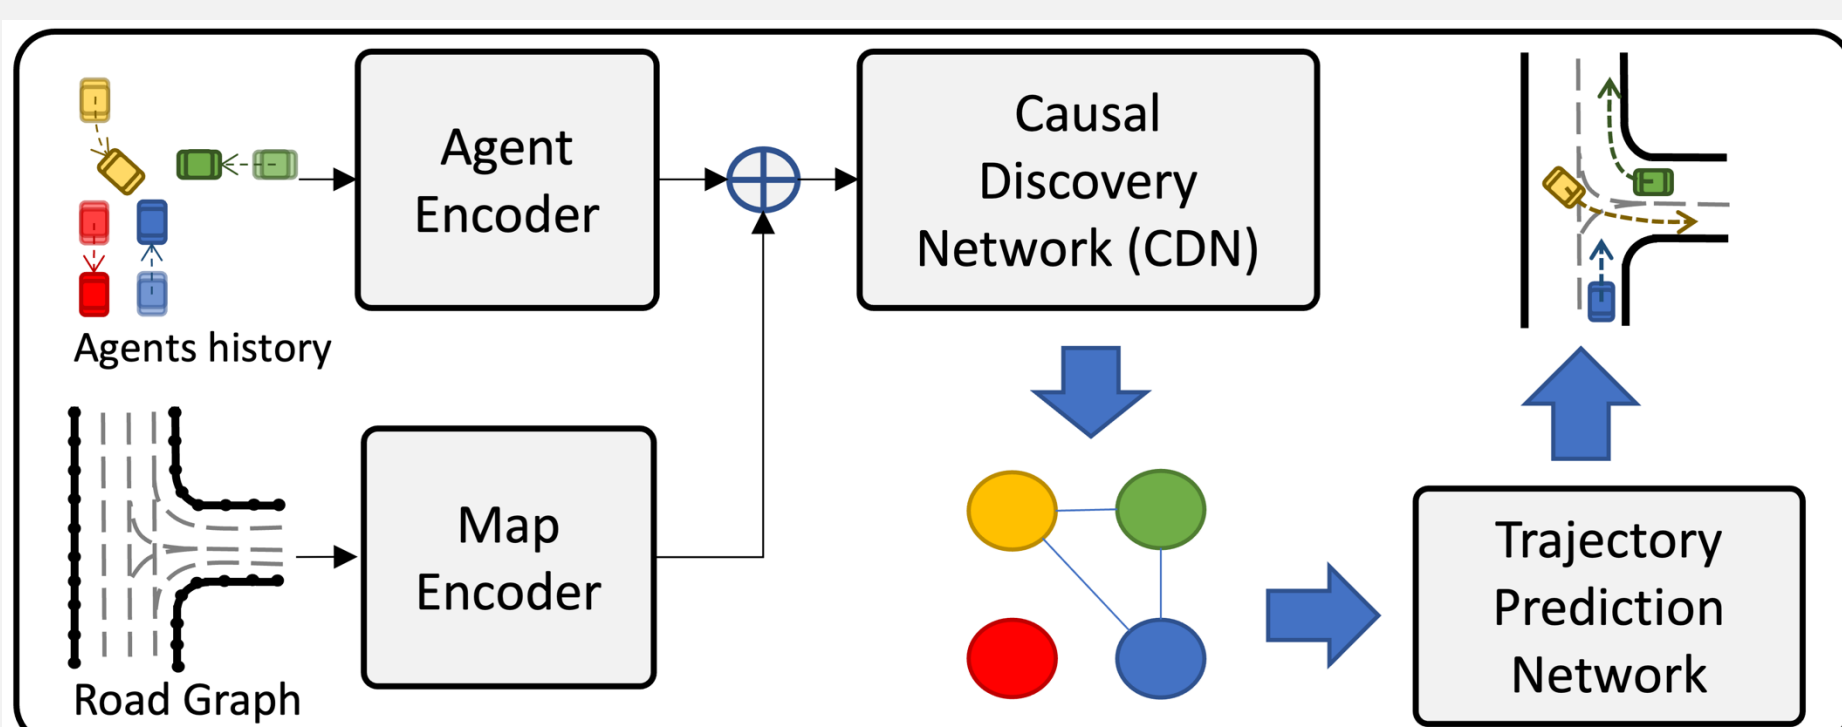 Agent
Encoder
Causal
Discovery
Network (CDN)
Agents history
Map
Encoder
Road Graph
Trajectory
Prediction
Network